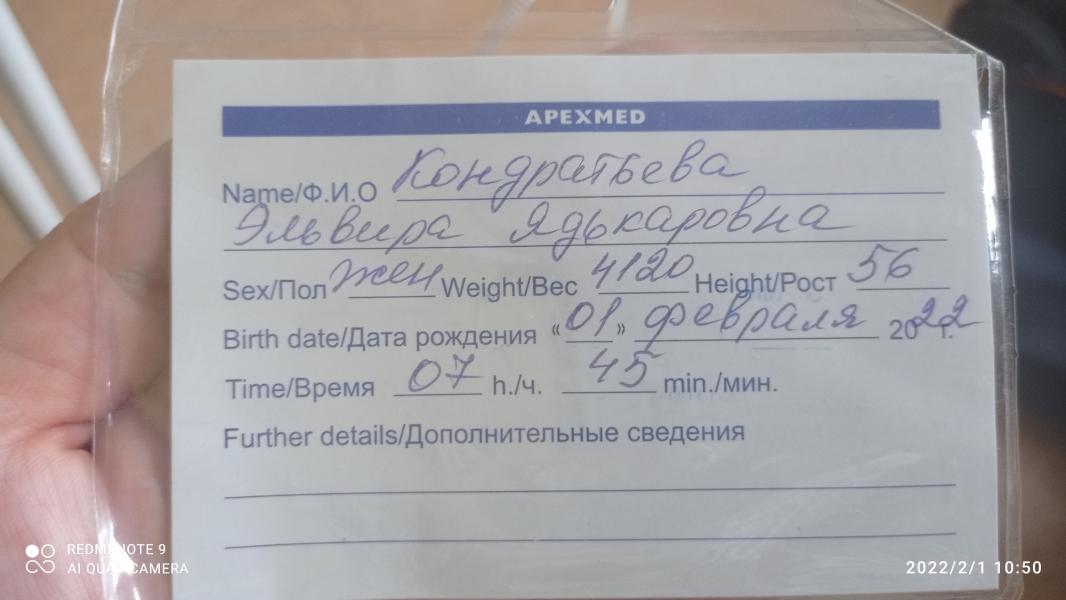 APEXMED
Name/Ф.И.О Кондратьева
Эльвира Ядькаровна
Sex/Пол жен Weight/Вес 4120 Height/Рост 56
Birth date/Дата рождения «01» февраля 2022 г.
Time/Время 07 h./ч. 45 min./мин.
Further details/Дополнительные сведения
REDMI NOTE 9
AI QUAD CAMERA
2022/2/1 10:50